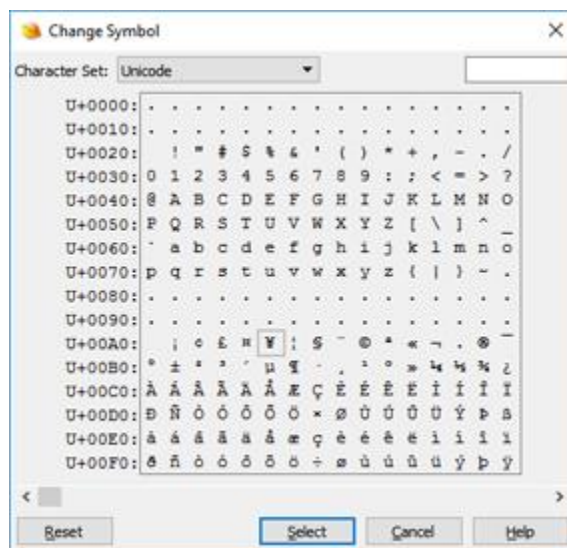 Change Symbol
Character Set: Unicode
U+0000: . . . . . . . . . . . . . . . .
U+0010: . . . . . . . . . . . . . . . .
U+0020:   ! " # $ % & ' ( ) * + , - . /
U+0030: 0 1 2 3 4 5 6 7 8 9 : ; < = > ?
U+0040: @ A B C D E F G H I J K L M N O
U+0050: P Q R S T U V W X Y Z [ \ ] ^ _
U+0060: ` a b c d e f g h i j k l m n o
U+0070: p q r s t u v w x y z { | } ~ .
U+0080: . . . . . . . . . . . . . . . .
U+0090: . . . . . . . . . . . . . . . .
U+00A0:   ¡ ¢ £ ¤ ¥ ¦ § ¨ © ª « ¬ . ® ¯
U+00B0: ° ± ² ³ ´ µ ¶ · ¸ ¹ º » ¼ ½ ¾ ¿
U+00C0: À Á Â Ã Ä Å Æ Ç È É Ê Ë Ì Í Î Ï
U+00D0: Ð Ñ Ò Ó Ô Õ Ö × Ø Ù Ú Û Ü Ý Þ ß
U+00E0: à á â ã ä å æ ç è é ê ë ì í î ï
U+00F0: ð ñ ò ó ô õ ö ÷ ø ù ú û ü ý þ ÿ
Reset Select Cancel Help